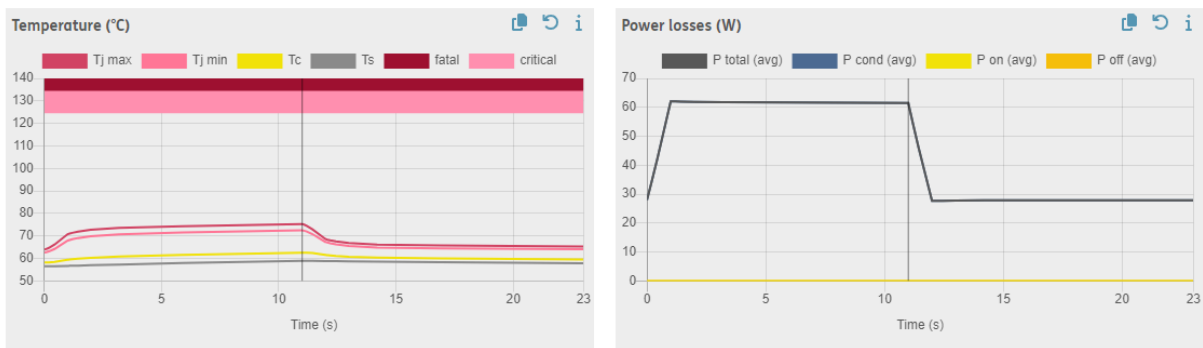 Temperature (°C)
Tj max Tj min Tc Ts fatal critical
140
130
120
110
100
90
80
70
60
50
0 5 10 15 20 23
Time (s)
Power losses (W)
P total (avg) P cond (avg) P on (avg) P off (avg)
70
60
50
40
30
20
10
0
0 5 10 15 20 23
Time (s)